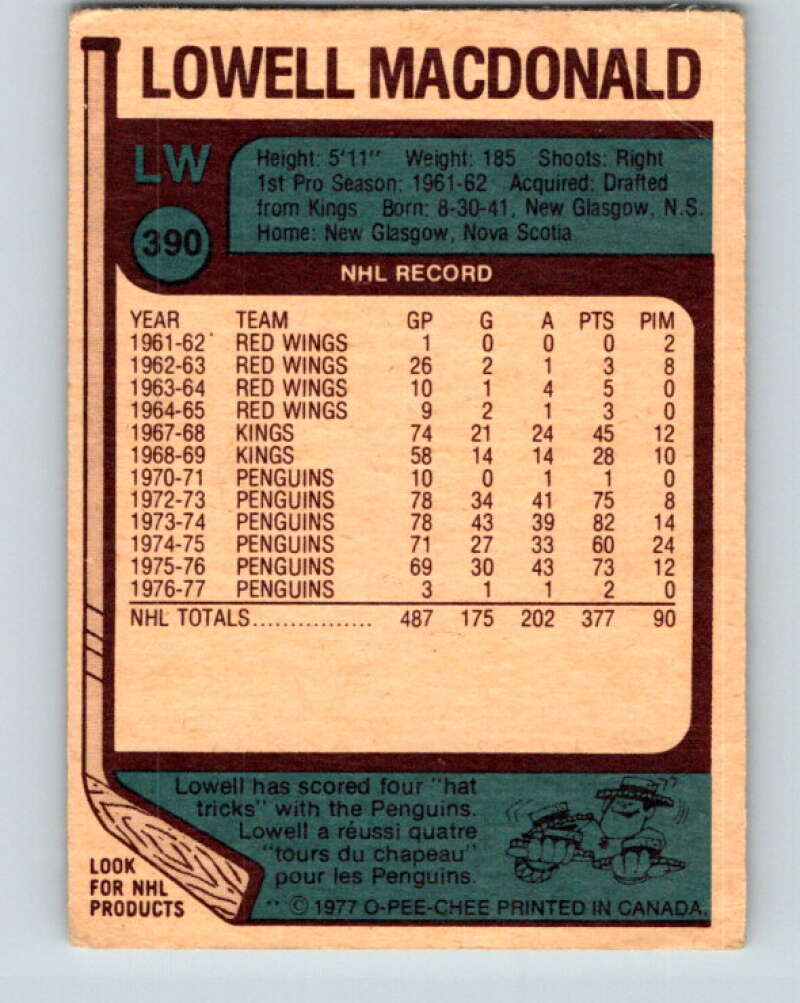 LOWELL MACDONALD
LW
390
Height: 5'11" Weight: 185 Shoots: Right
1st Pro Season: 1961-62 Acquired: Drafted
from Kings Born: 8-30-41, New Glasgow, N.S.
Home: New Glasgow, Nova Scotia
NHL RECORD
YEAR TEAM GP G A PTS PIM
1961-62 RED WINGS 1 0 0 0 2
1962-63 RED WINGS 26 2 1 3 8
1963-64 RED WINGS 10 1 4 5 0
1964-65 RED WINGS 9 2 1 3 0
1967-68 KINGS 74 21 24 45 12
1968-69 KINGS 58 14 14 28 10
1970-71 PENGUINS 10 0 1 1 0
1972-73 PENGUINS 78 34 41 75 8
1973-74 PENGUINS 78 43 39 82 14
1974-75 PENGUINS 71 27 33 60 24
1975-76 PENGUINS 69 30 43 73 12
1976-77 PENGUINS 3 1 1 2 0
NHL TOTALS................ 487 175 202 377 90
Lowell has scored four "hat
tricks" with the Penguins.
Lowell a réussi quatre
"tours du chapeau"
pour les Penguins.
LOOK
FOR NHL
PRODUCTS
** © 1977 O-PEE-CHEE PRINTED IN CANADA.